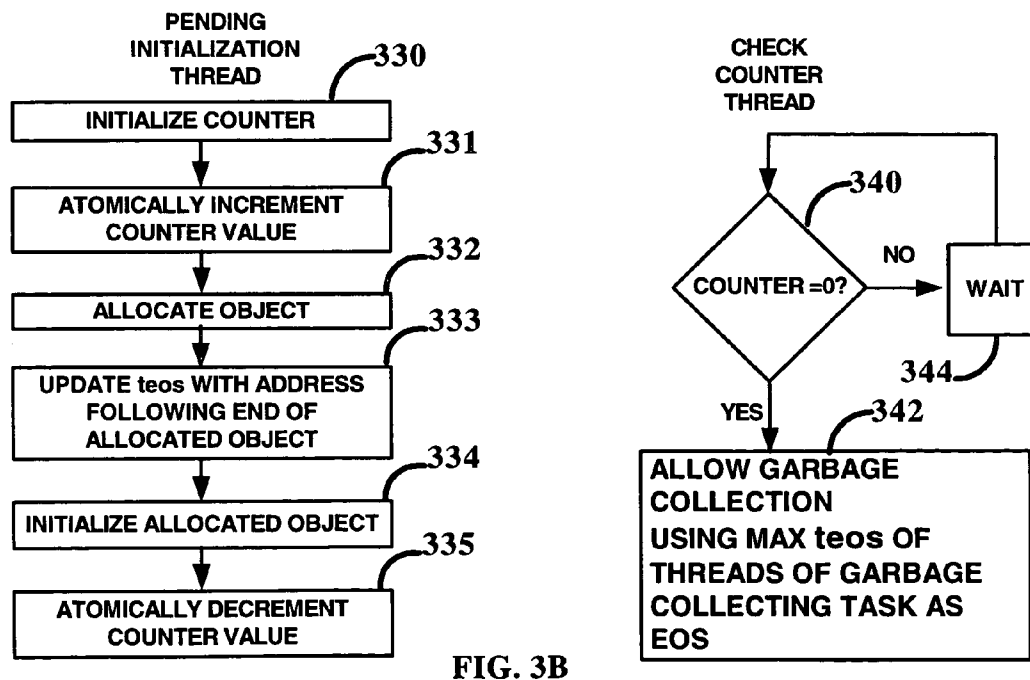 PENDING
INITIALIZATION
THREAD
330
INITIALIZE COUNTER
331
ATOMICALLY INCREMENT
COUNTER VALUE
332
ALLOCATE OBJECT
333
UPDATE teos WITH ADDRESS
FOLLOWING END OF
ALLOCATED OBJECT
334
INITIALIZE ALLOCATED OBJECT
335
ATOMICALLY DECREMENT
COUNTER VALUE
CHECK
COUNTER
THREAD
340
COUNTER =0?
NO
WAIT
344
YES
342
ALLOW GARBAGE
COLLECTION
USING MAX teos OF
THREADS OF GARBAGE
COLLECTING TASK AS
EOS
FIG. 3B